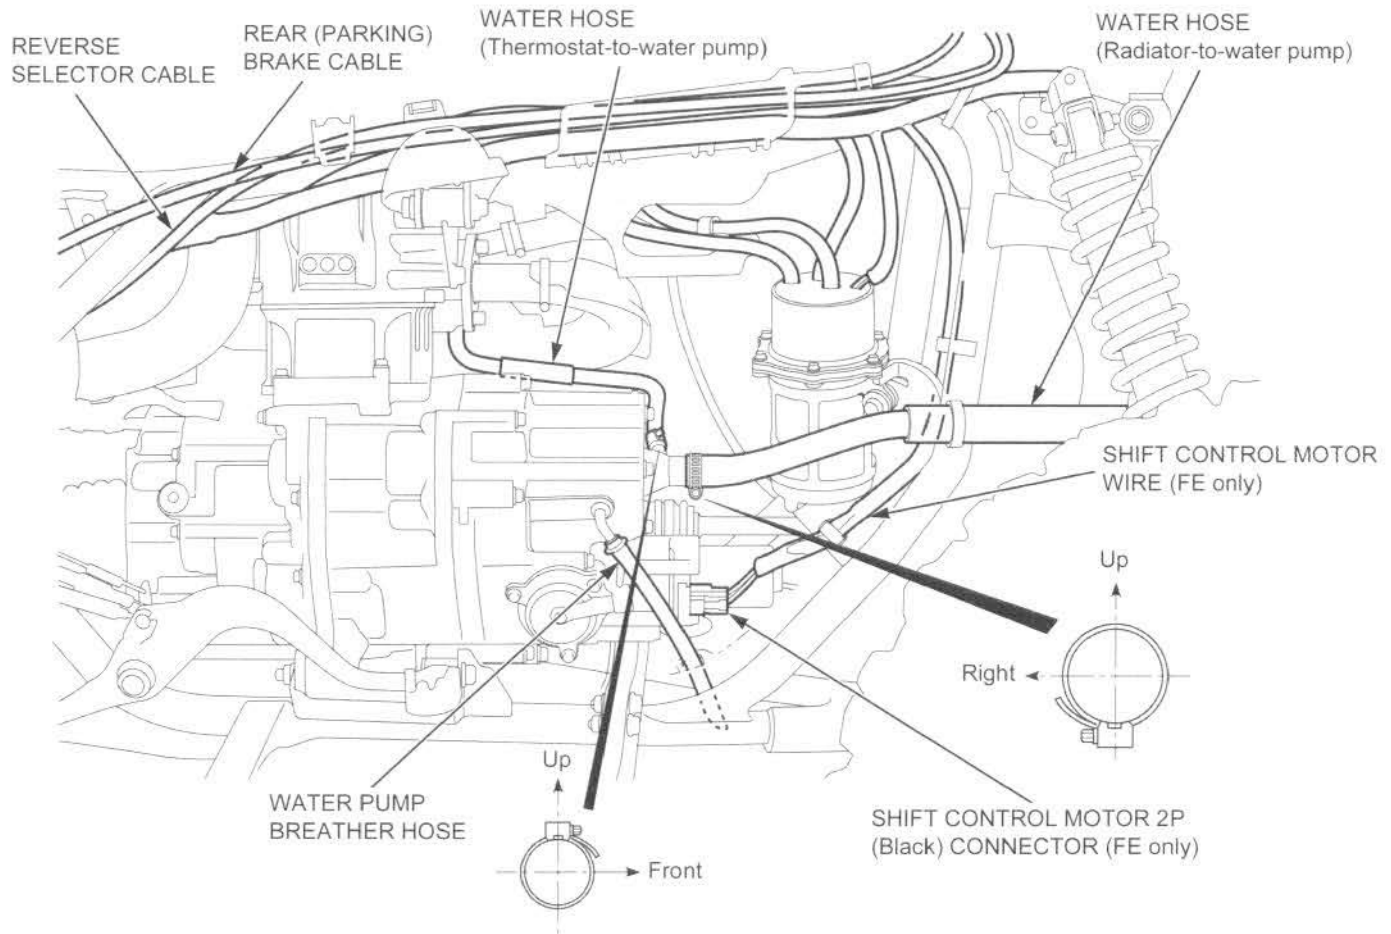 REVERSE
SELECTOR CABLE
REAR (PARKING)
BRAKE CABLE
WATER HOSE
(Thermostat-to-water pump)
WATER HOSE
(Radiator-to-water pump)
SHIFT CONTROL MOTOR
WIRE (FE only)
Up
Right
SHIFT CONTROL MOTOR 2P
(Black) CONNECTOR (FE only)
WATER PUMP
BREATHER HOSE
Up
Front